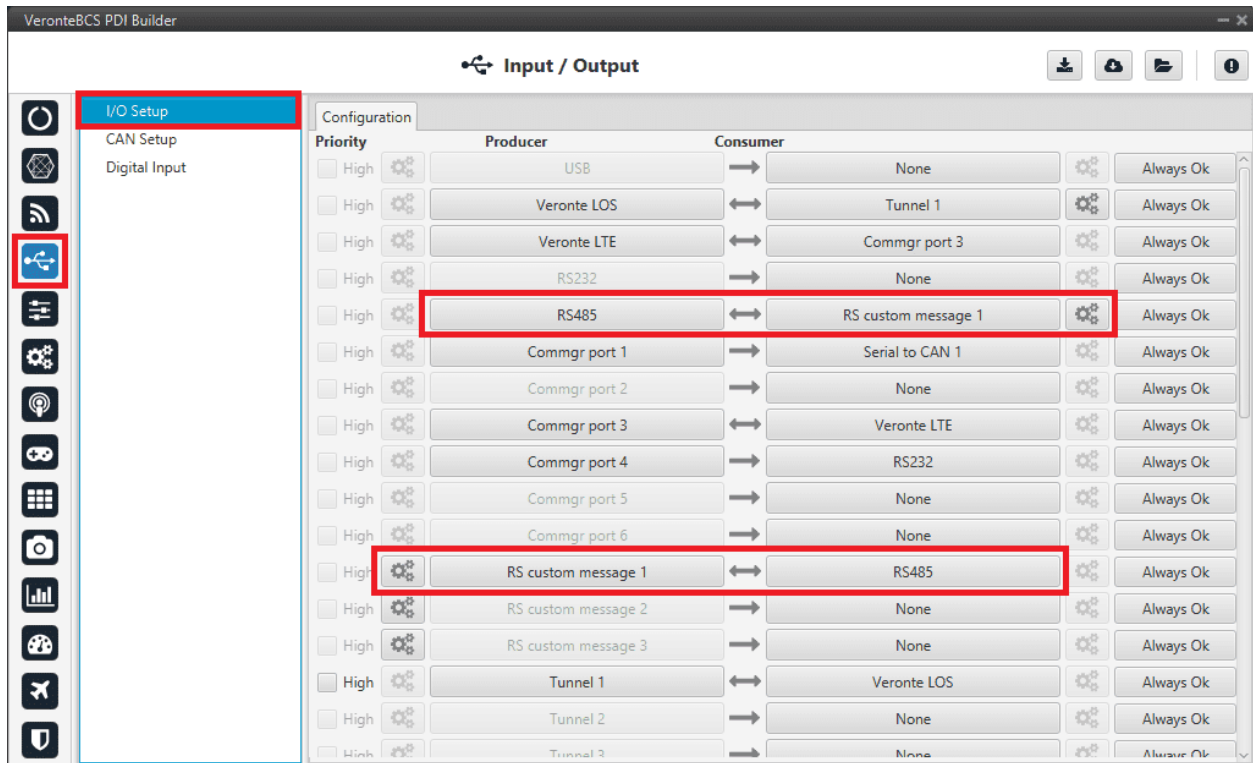 VeronteBCS PDI Builder
Input / Output
I/O Setup
CAN Setup
Digital Input
Configuration
Priority Producer Consumer
High USB None Always Ok
High Veronte LOS Tunnel 1 Always Ok
High Veronte LTE Commgr port 3 Always Ok
High RS232 None Always Ok
High RS485 RS custom message 1 Always Ok
High Commgr port 1 Serial to CAN 1 Always Ok
High Commgr port 2 None Always Ok
High Commgr port 3 Veronte LTE Always Ok
High Commgr port 4 RS232 Always Ok
High Commgr port 5 None Always Ok
High Commgr port 6 None Always Ok
High RS custom message 1 RS485 Always Ok
High RS custom message 2 None Always Ok
High RS custom message 3 None Always Ok
High Tunnel 1 Veronte LOS Always Ok
High Tunnel 2 None Always Ok
High Tunnel 3 None Always Ok